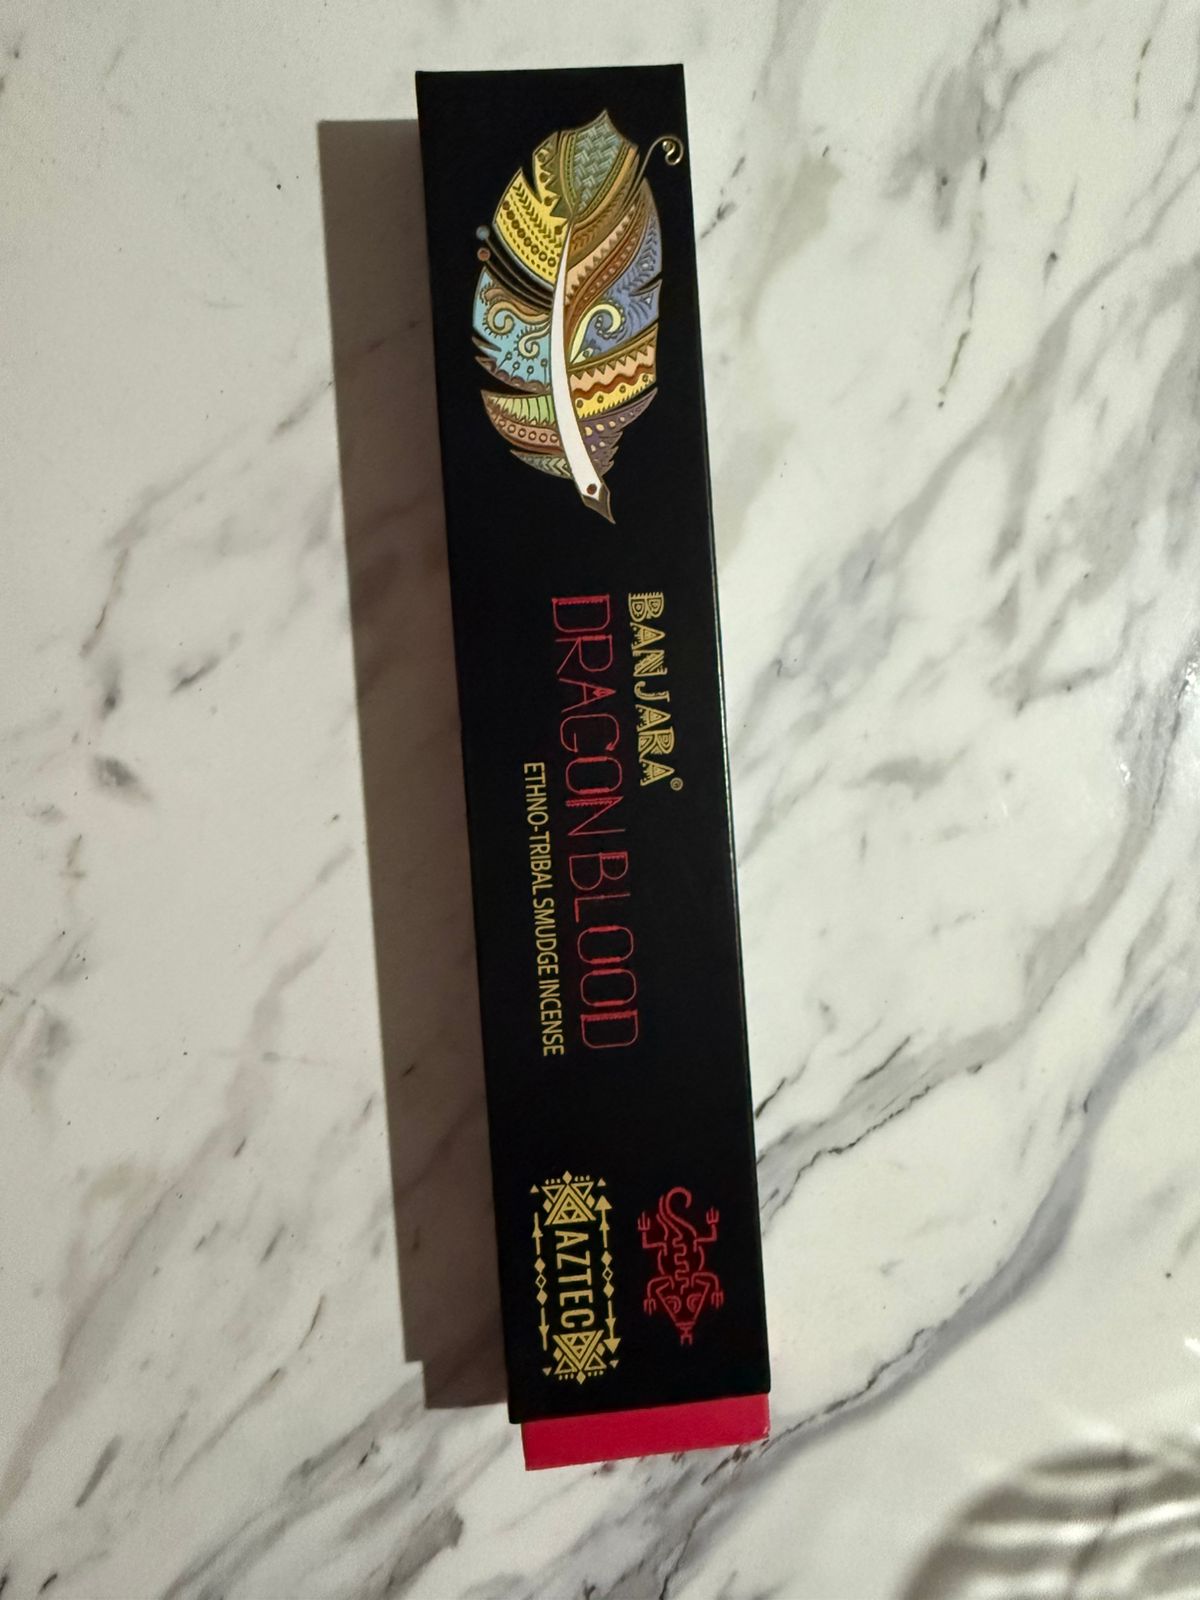 BANJARA©
DRAGON BLOOD
ETHNO-TRIBAL SMUDGE INCENSE
AZTEC